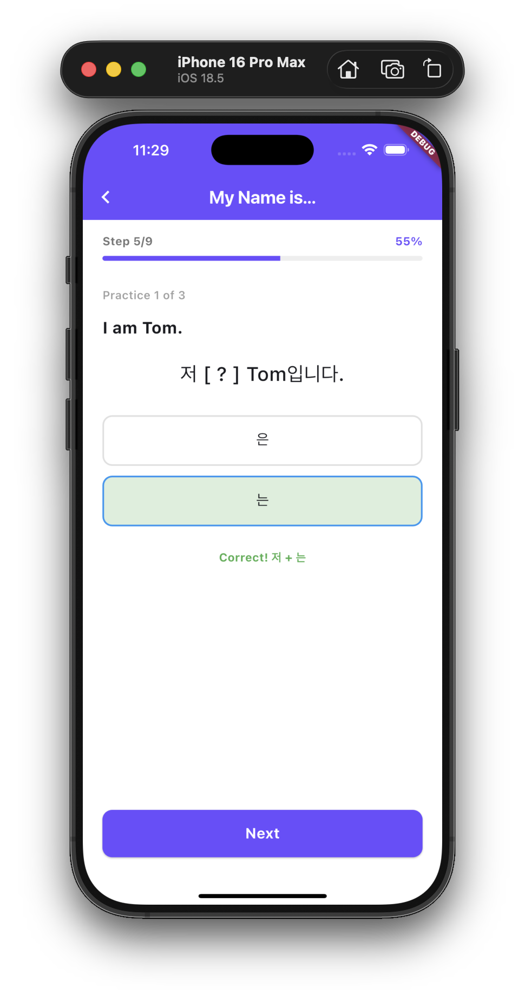 iPhone 16 Pro Max
iOS 18.5
11:29
DEBUG
My Name is...
Step 5/9
55%
Practice 1 of 3
I am Tom.
저 [ ? ] Tom입니다.
은
는
Correct! 저 + 는
Next